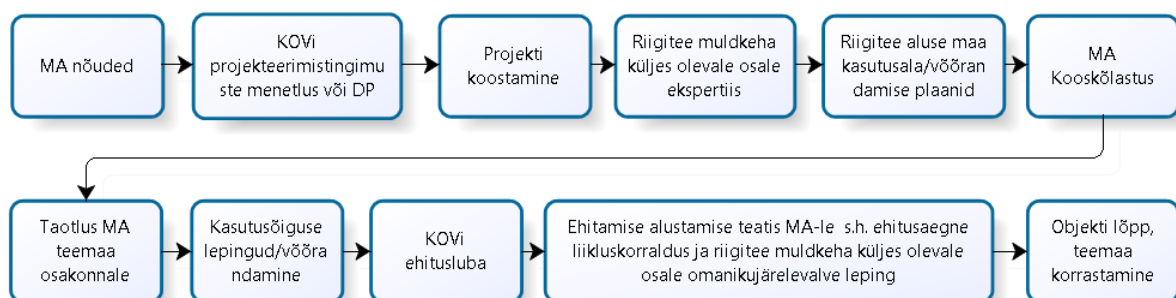 MA nõuded
KOVi
projekteerimistingimu
ste menetlus või DP
Projekti
koostamine
Riigitee muldkeha
küljes olevale osale
ekspertiis
Riigitee aluse maa
kasutusala/võõran
damise plaanid
MA
Kooskõlastus
Taotlus MA
teemaa
osakonnale
Kasutusõiguse
lepingud/võõra
ndamine
KOVi
ehitusluba
Ehitamise alustamise teatis MA-le s.h. ehitusaegne
liikluskorraldus ja riigitee muldkeha küljes olevale
osale omanikujärelevalve leping
Objekti lõpp,
teemaa
korrastamine